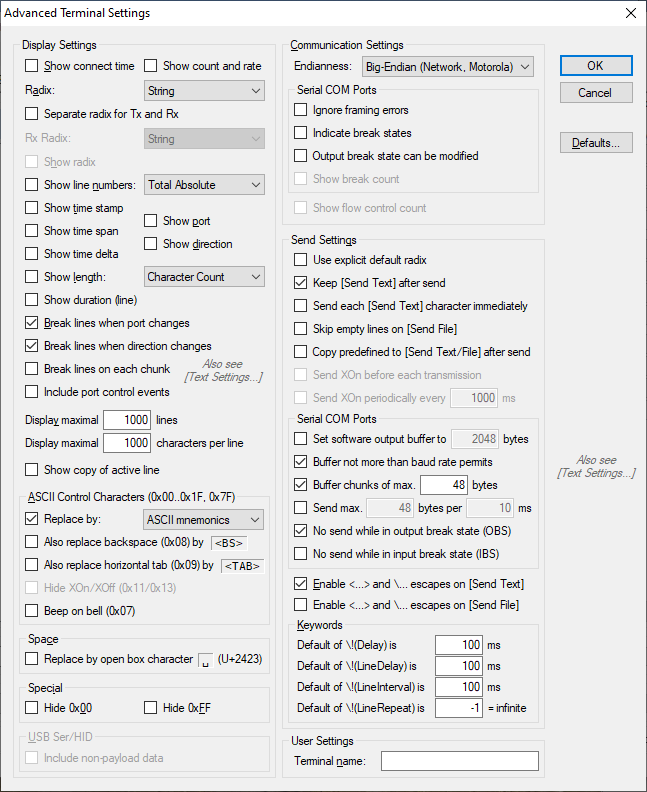 Advanced Terminal Settings
Display Settings
Show connect time Show count and rate
Radix: String
Separate radix for Tx and Rx
Rx Radix: String
Show radix
Show line numbers: Total Absolute
Show time stamp
Show port
Show time span
Show direction
Show time delta
Show length: Character Count
Show duration (line)
Break lines when port changes
Break lines when direction changes
Break lines on each chunk
Also see
[Text Settings...]
Include port control events
Display maximal 1000 lines
Display maximal 1000 characters per line
Show copy of active line
ASCII Control Characters (0x00..0x1F, 0x7F)
Replace by: ASCII mnemonics
Also replace backspace (0x08) by <BS>
Also replace horizontal tab (0x09) by <TAB>
Hide XOn/XOff (0x11/0x13)
Beep on bell (0x07)
Space
Replace by open box character ␣ (U+2423)
Special
Hide 0x00 Hide 0xFF
USB Ser/HID
Include non-payload data
Communication Settings
Endianness: Big-Endian (Network, Motorola)
Serial COM Ports
Ignore framing errors
Indicate break states
Output break state can be modified
Show break count
Show flow control count
Send Settings
Use explicit default radix
Keep [Send Text] after send
Send each [Send Text] character immediately
Skip empty lines on [Send File]
Copy predefined to [Send Text/File] after send
Send XOn before each transmission
Send XOn periodically every 1000 ms
Serial COM Ports
Set software output buffer to 2048 bytes
Buffer not more than baud rate permits
Buffer chunks of max. 48 bytes
Send max. 48 bytes per 10 ms
No send while in output break state (OBS)
No send while in input break state (IBS)
Enable <...> and \... escapes on [Send Text]
Enable <...> and \... escapes on [Send File]
Keywords
Default of \!(Delay) is 100 ms
Default of \!(LineDelay) is 100 ms
Default of \!(LineInterval) is 100 ms
Default of \!(LineRepeat) is -1 = infinite
User Settings
Terminal name:
OK
Cancel
Defaults...
Also see
[Text Settings...]